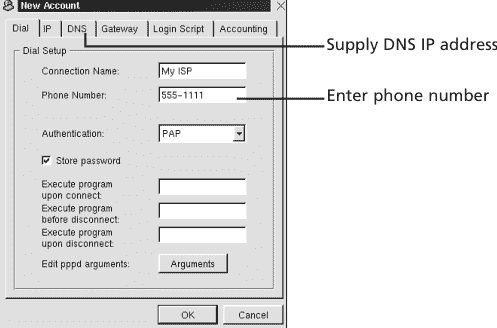 New Account
Dial IP DNS Gateway Login Script Accounting
Supply DNS IP address
Dial Setup
Connection Name: My ISP
Phone Number: 555-1111
Enter phone number
Authentication: PAP
Store password
Execute program
upon connect:
Execute program
before disconnect:
Execute program
upon disconnect:
Edit pppd arguments: Arguments
OK Cancel